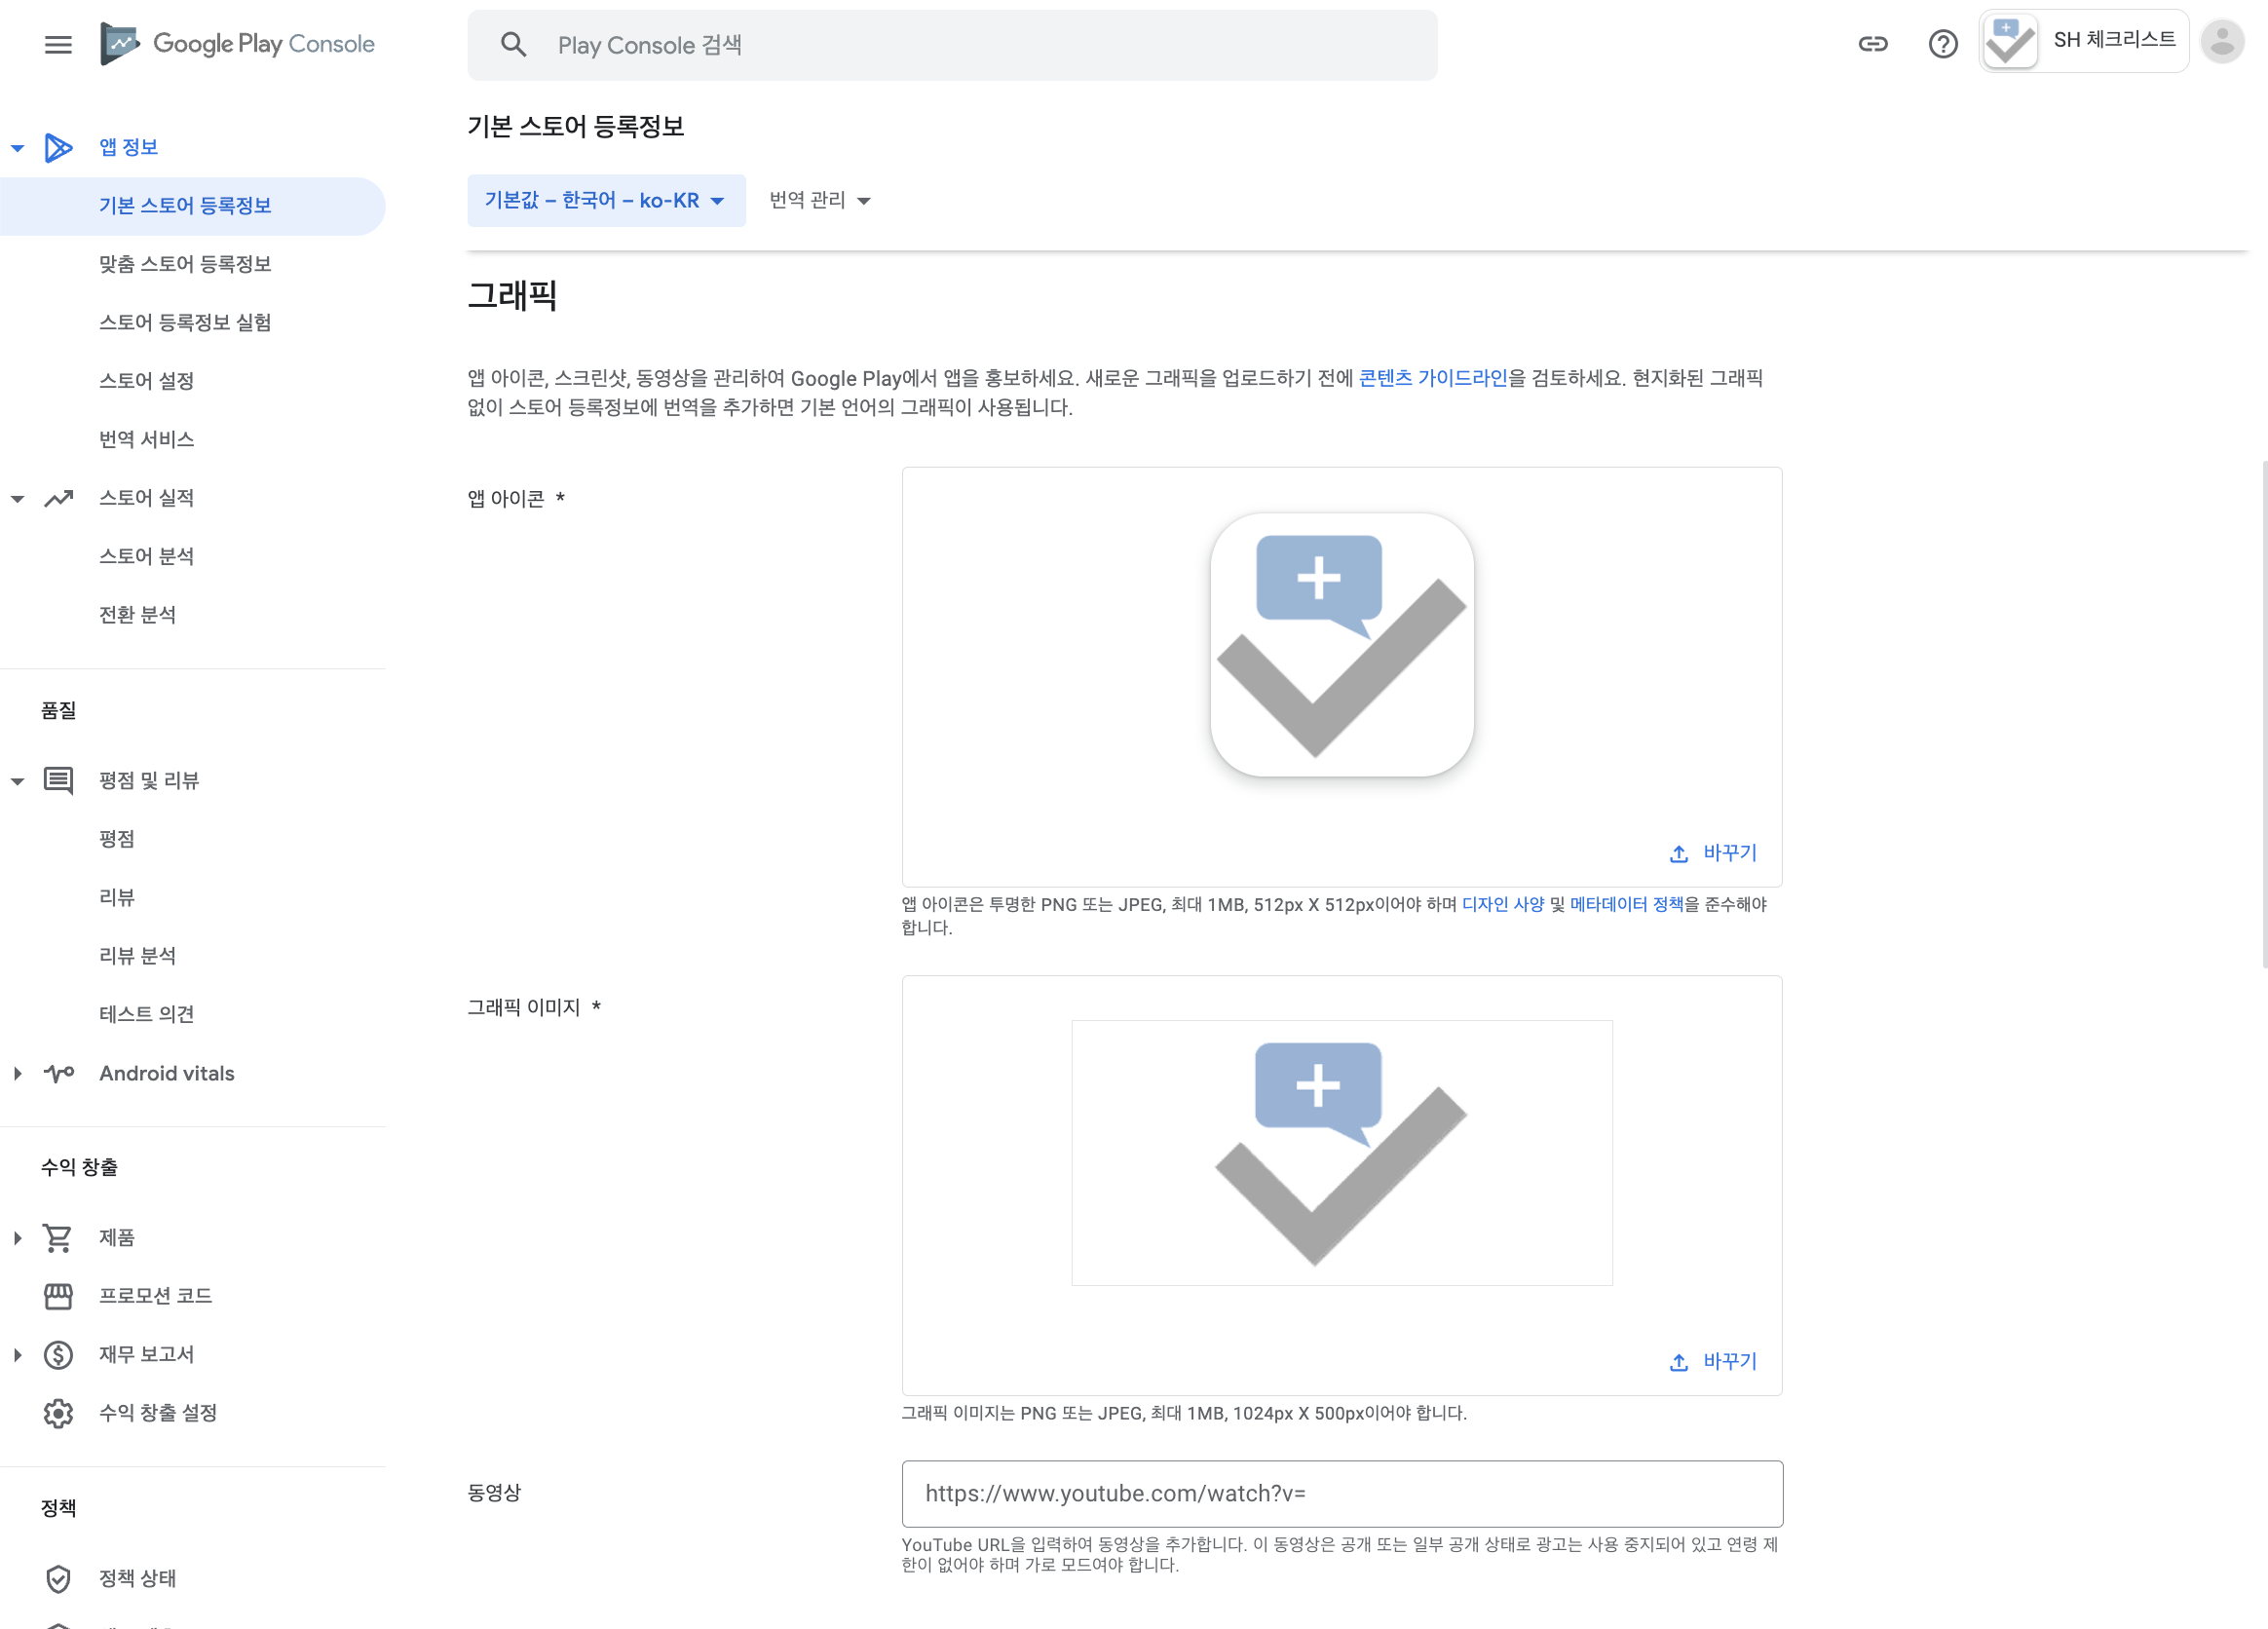 Google Play Console
Play Console 검색
SH 체크리스트
앱 정보
기본 스토어 등록정보
맞춤 스토어 등록정보
스토어 등록정보 실험
스토어 설정
번역 서비스
스토어 실적
스토어 분석
전환 분석
품질
평점 및 리뷰
평점
리뷰
리뷰 분석
테스트 의견
Android vitals
수익 창출
제품
프로모션 코드
재무 보고서
수익 창출 설정
정책
정책 상태
기본 스토어 등록정보
기본값 – 한국어 – ko-KR
번역 관리
그래픽
앱 아이콘, 스크린샷, 동영상을 관리하여 Google Play에서 앱을 홍보하세요. 새로운 그래픽을 업로드하기 전에 콘텐츠 가이드라인을 검토하세요. 현지화된 그래픽
없이 스토어 등록정보에 번역을 추가하면 기본 언어의 그래픽이 사용됩니다.
앱 아이콘 *
바꾸기
앱 아이콘은 투명한 PNG 또는 JPEG, 최대 1MB, 512px X 512px이어야 하며 디자인 사양 및 메타데이터 정책을 준수해야
합니다.
그래픽 이미지 *
바꾸기
그래픽 이미지는 PNG 또는 JPEG, 최대 1MB, 1024px X 500px이어야 합니다.
동영상
https://www.youtube.com/watch?v=
YouTube URL을 입력하여 동영상을 추가합니다. 이 동영상은 공개 또는 일부 공개 상태로 광고는 사용 중지되어 있고 연령 제
한이 없어야 하며 가로 모드여야 합니다.